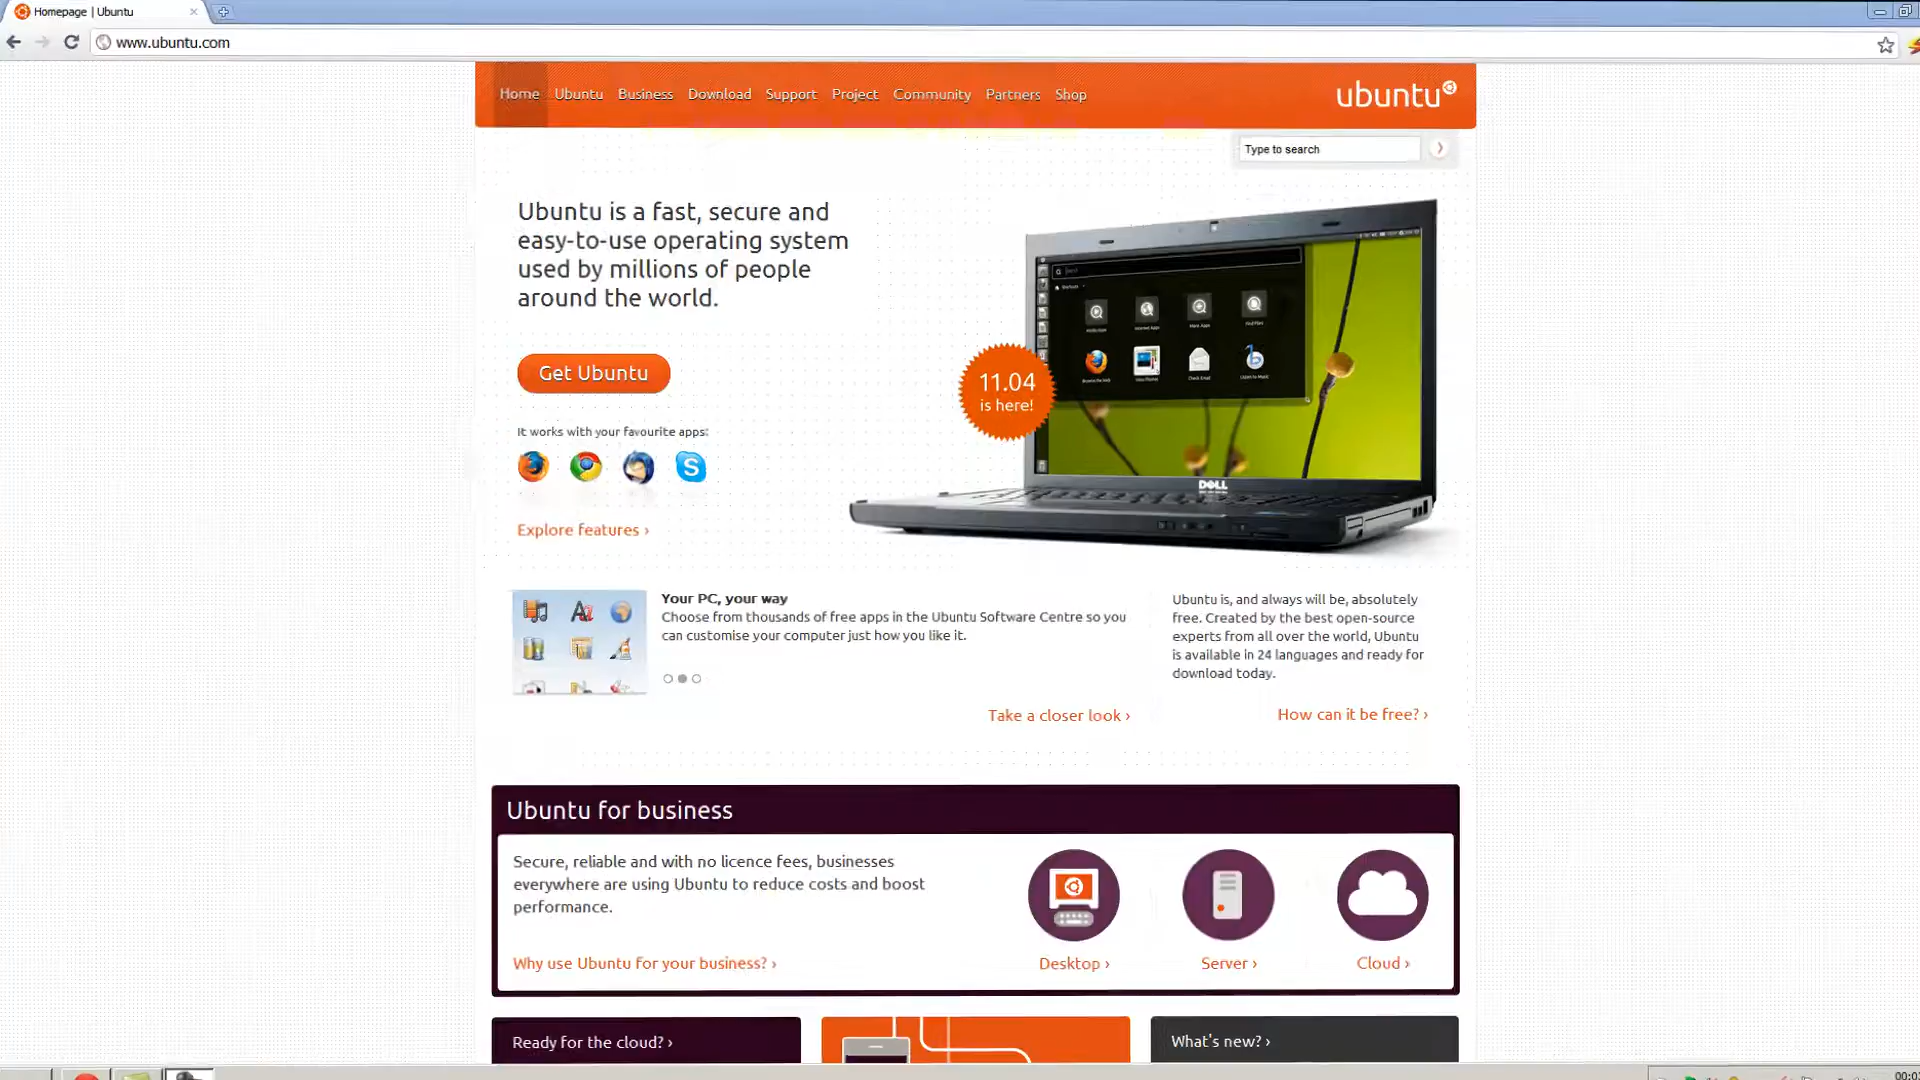 Homepage | Ubuntu
www.ubuntu.com
Home Ubuntu Business Download Support Project Community Partners Shop
ubuntu
Type to search
Ubuntu is a fast, secure and
easy-to-use operating system
used by millions of people
around the world.
Get Ubuntu
11.04
is here!
It works with your favourite apps:
Explore features ›
DELL
Your PC, your way
Choose from thousands of free apps in the Ubuntu Software Centre so you
can customise your computer just how you like it.
Take a closer look ›
Ubuntu is, and always will be, absolutely
free. Created by the best open-source
experts from all over the world, Ubuntu
is available in 24 languages and ready for
download today.
How can it be free? ›
Ubuntu for business
Secure, reliable and with no licence fees, businesses
everywhere are using Ubuntu to reduce costs and boost
performance.
Why use Ubuntu for your business? ›
Desktop ›
Server ›
Cloud ›
Ready for the cloud? ›
What's new? ›